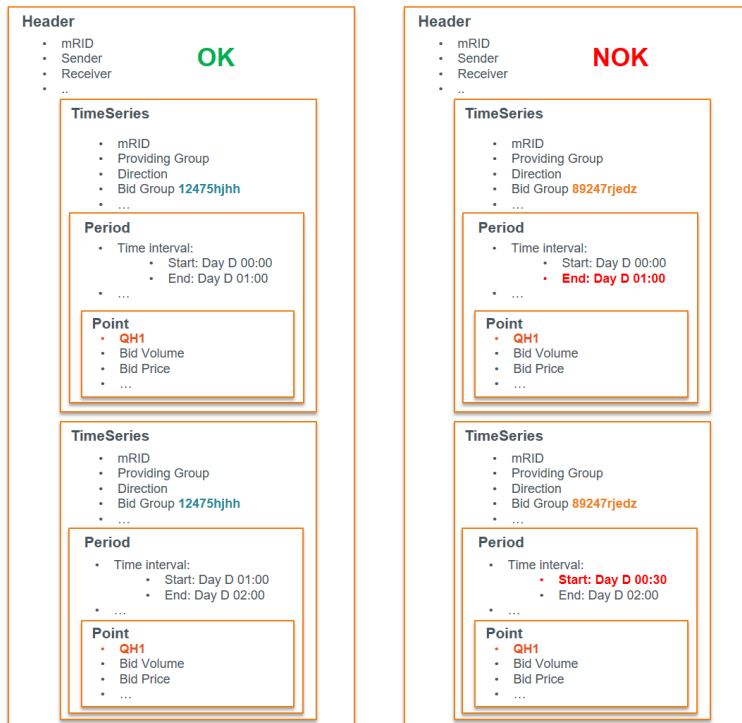 Header
• mRID
• Sender
• Receiver
• ..
OK
TimeSeries
• mRID
• Providing Group
• Direction
• Bid Group 12475hjhh
• …
Period
• Time interval:
• Start: Day D 00:00
• End: Day D 01:00
• …
Point
• QH1
• Bid Volume
• Bid Price
• …
TimeSeries
• mRID
• Providing Group
• Direction
• Bid Group 12475hjhh
• …
Period
• Time interval:
• Start: Day D 01:00
• End: Day D 02:00
• …
Point
• QH1
• Bid Volume
• Bid Price
• …
Header
• mRID
• Sender
• Receiver
• ..
NOK
TimeSeries
• mRID
• Providing Group
• Direction
• Bid Group 89247rjedz
• …
Period
• Time interval:
• Start: Day D 00:00
• End: Day D 01:00
• …
Point
• QH1
• Bid Volume
• Bid Price
• …
TimeSeries
• mRID
• Providing Group
• Direction
• Bid Group 89247rjedz
• …
Period
• Time interval:
• Start: Day D 00:30
• End: Day D 02:00
• …
Point
• QH1
• Bid Volume
• Bid Price
• …